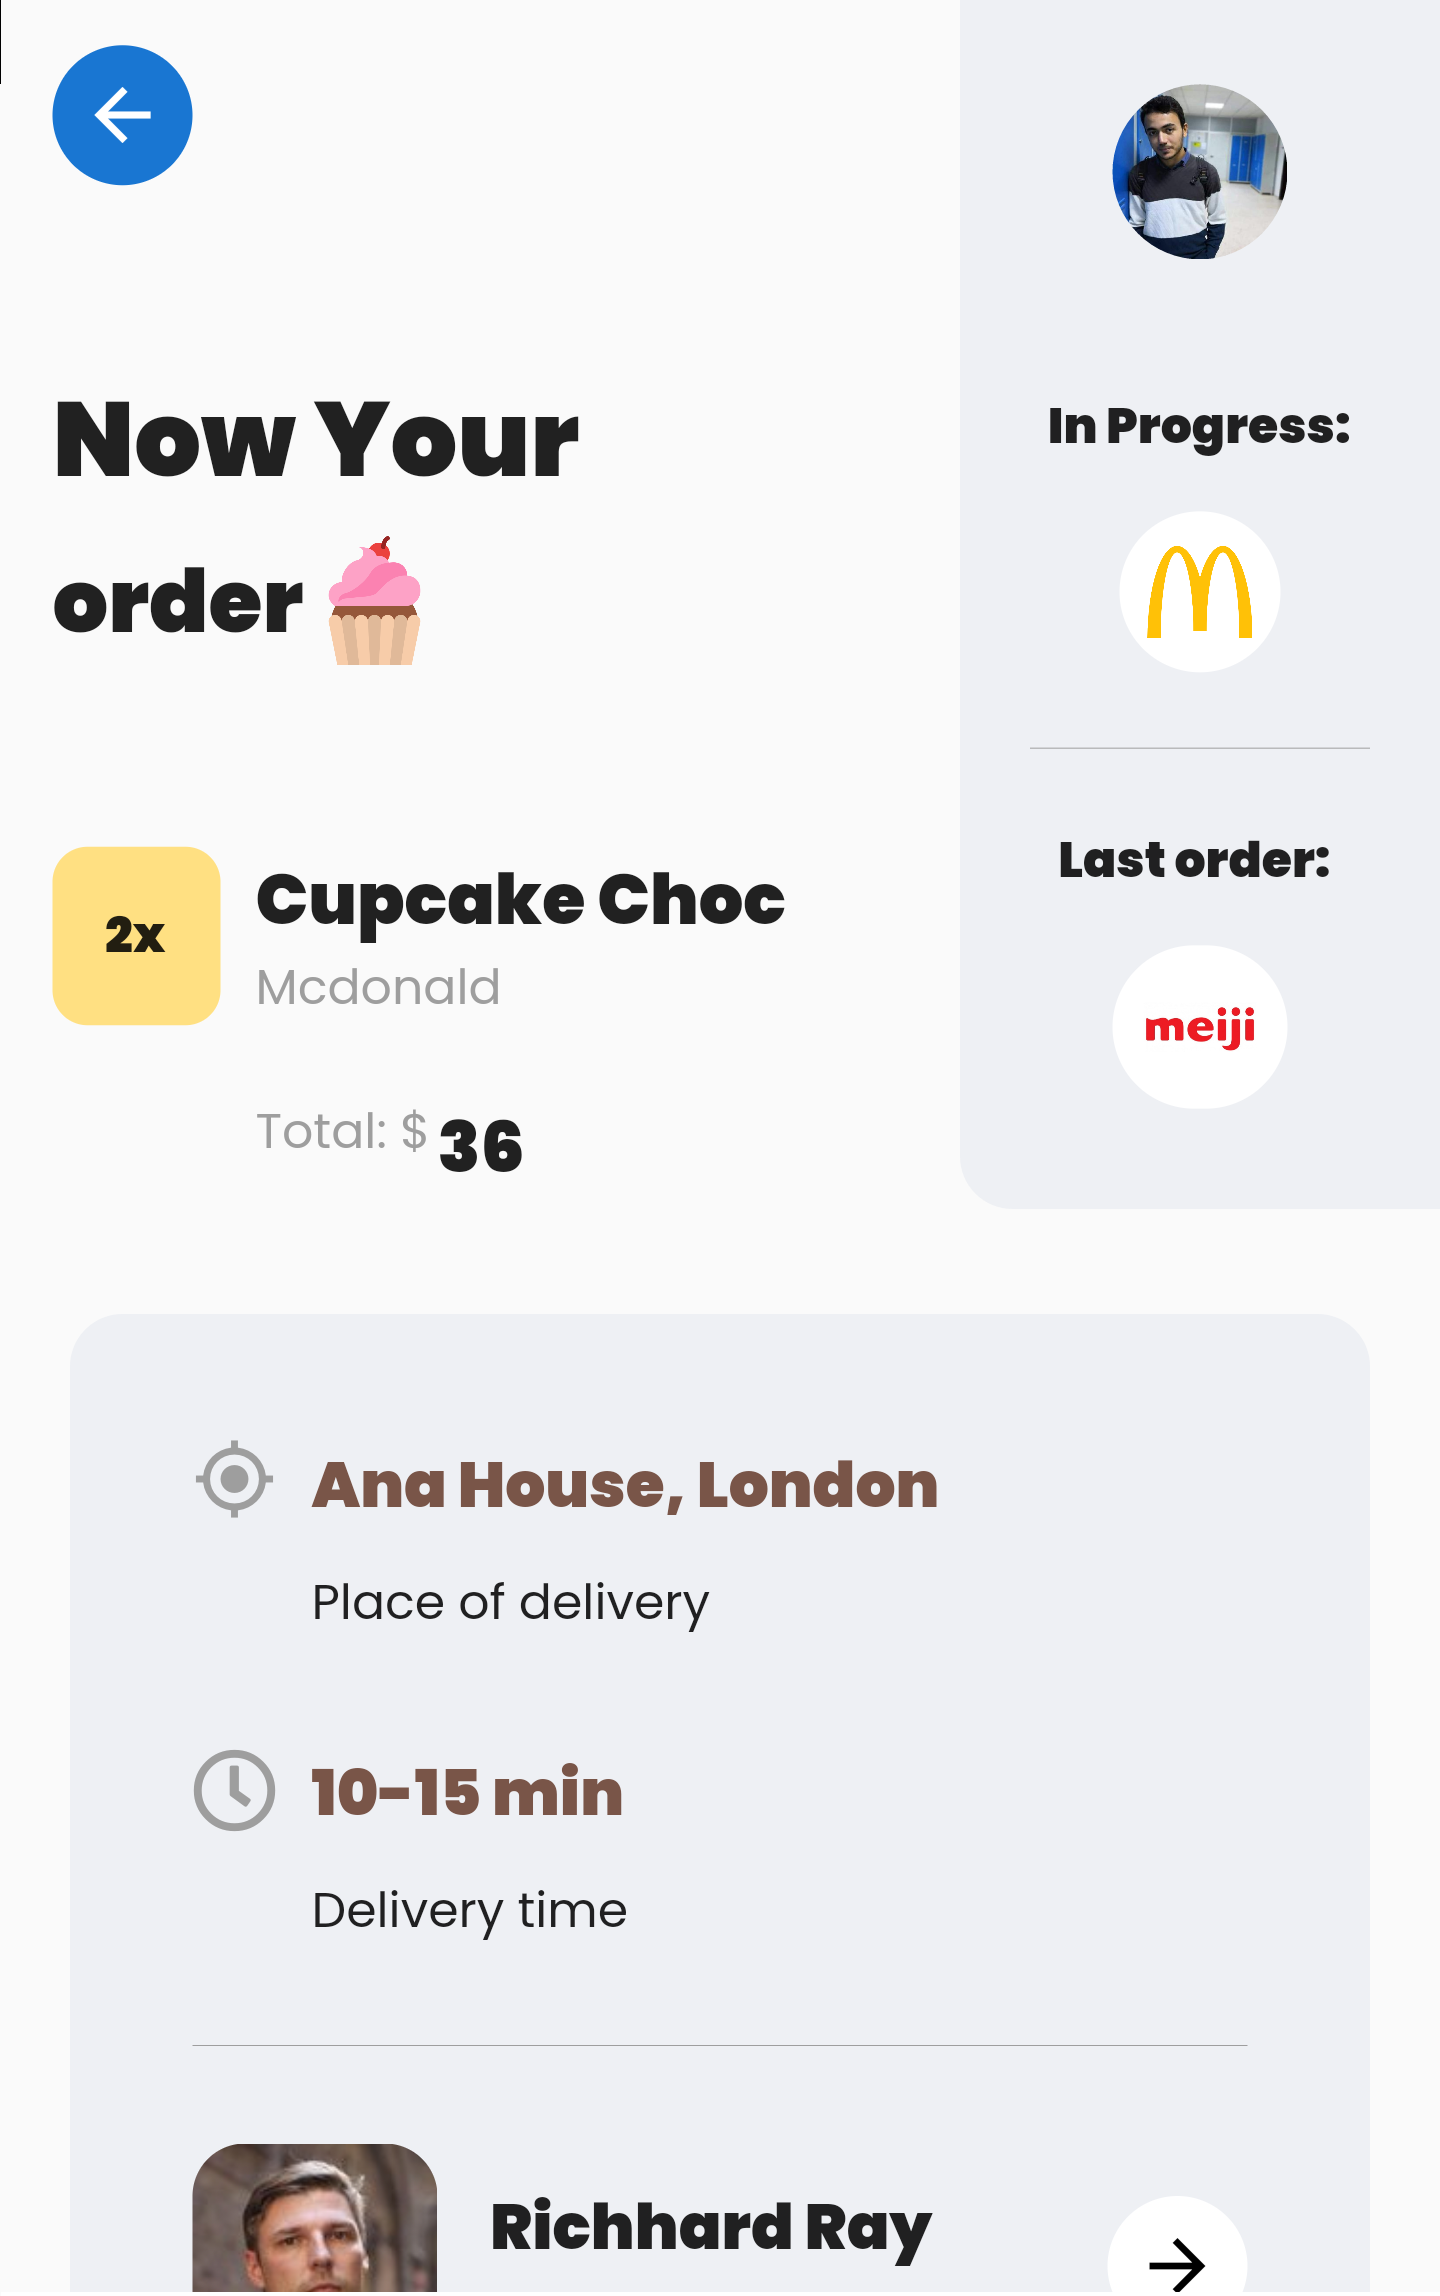 Now Your
order
2x
Cupcake Choc
Mcdonald
Total: $ 36
In Progress:
Last order:
meiji
Ana House, London
Place of delivery
10-15 min
Delivery time
Richhard Ray